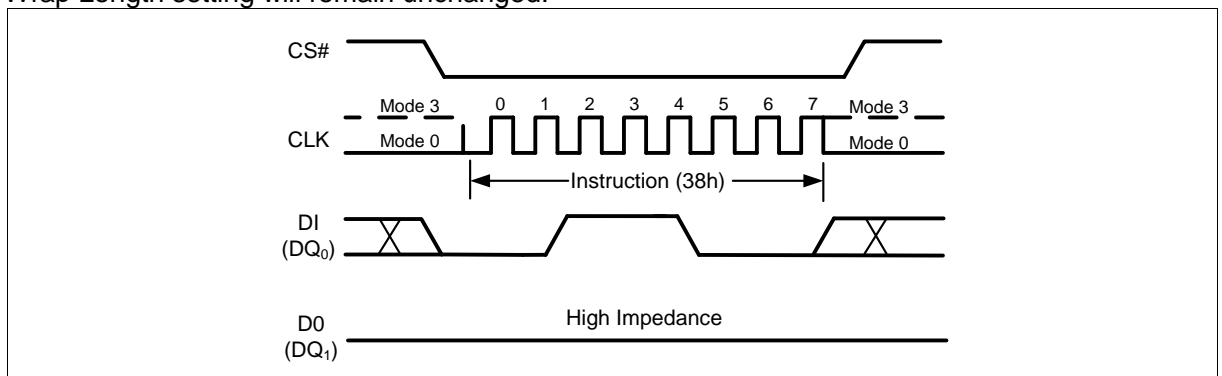 Wrap Length setting will remain unchanged.
CS#
Mode 3 0 1 2 3 4 5 6 7 Mode 3
CLK
Mode 0 Mode 0
Instruction (38h)
DI
(DQ0)
High Impedance
D0
(DQ1)